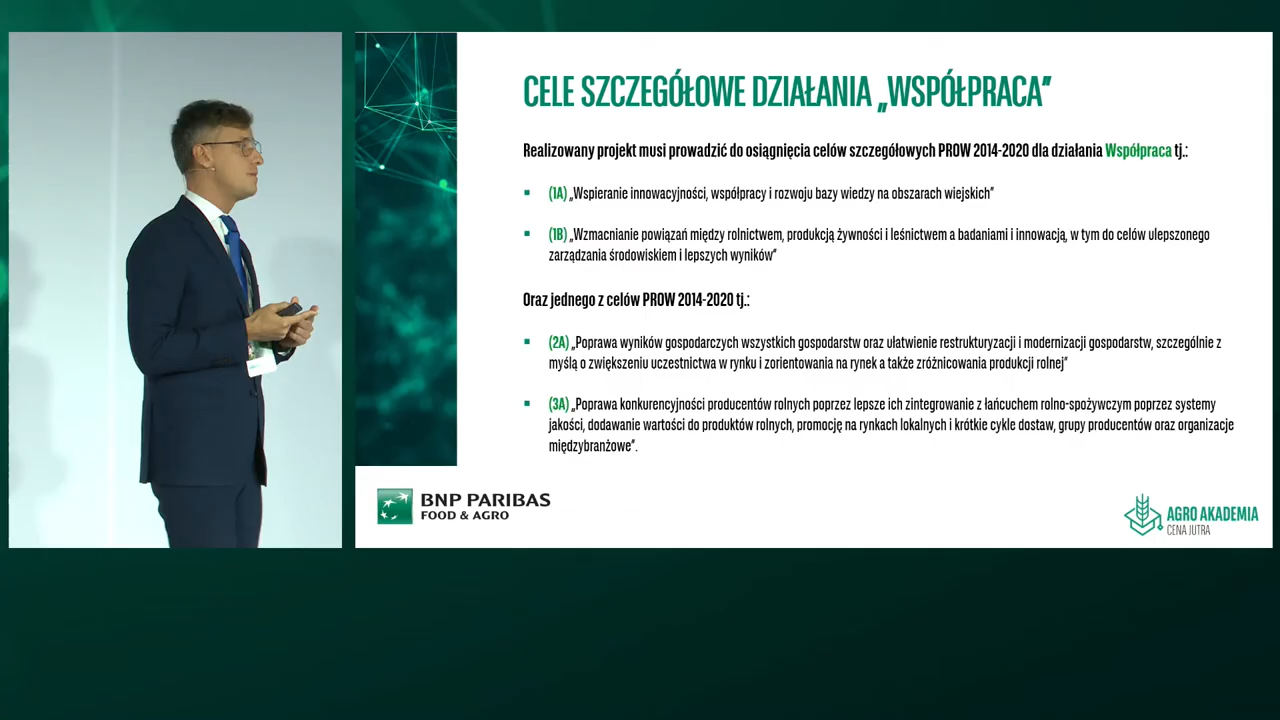 CELE SZCZEGÓŁOWE DZIAŁANIA „WSPÓŁPRACA”
Realizowany projekt musi prowadzić do osiągnięcia celów szczegółowych PROW 2014-2020 dla działania Współpraca tj.:
▪ (1A) „Wspieranie innowacyjności, współpracy i rozwoju bazy wiedzy na obszarach wiejskich”
▪ (1B) „Wzmacnianie powiązań między rolnictwem, produkcją żywności i leśnictwem a badaniami i innowacją, w tym do celów ulepszonego
zarządzania środowiskiem i lepszych wyników”
Oraz jednego z celów PROW 2014-2020 tj.:
▪ (2A) „Poprawa wyników gospodarczych wszystkich gospodarstw oraz ułatwienie restrukturyzacji i modernizacji gospodarstw, szczególnie z
myślą o zwiększeniu uczestnictwa w rynku i zorientowania na rynek a także zróżnicowania produkcji rolnej”
▪ (3A) „Poprawa konkurencyjności producentów rolnych poprzez lepsze ich zintegrowanie z łańcuchem rolno-spożywczym poprzez systemy
jakości, dodawanie wartości do produktów rolnych, promocję na rynkach lokalnych i krótkie cykle dostaw, grupy producentów oraz organizacje
międzybranżowe”.
BNP PARIBAS
FOOD & AGRO
AGRO AKADEMIA
CENA JUTRA